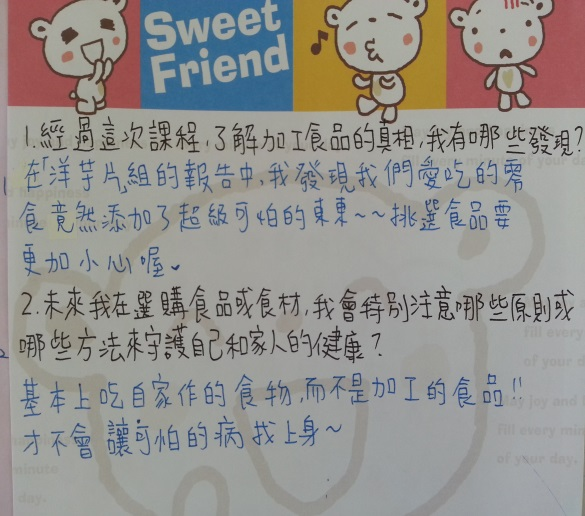 Sweet
Friend
1.經過這次課程,了解加工食品的真相,我有哪些發現?
在「洋芋片」組的報告中,我發現我們愛吃的零
食竟然添加了超級可怕的東東~~挑選食品要
更加小心喔。
2.未來我在選購食品或食材,我會特別注意哪些原則或
哪些方法來守護自己和家人的健康?
基本上吃自家作的食物,而不是加工的食品!!
才不會讓可怕的病找上身~
fill every
of your d
joy and
fill every min
of your day.
minute
day.